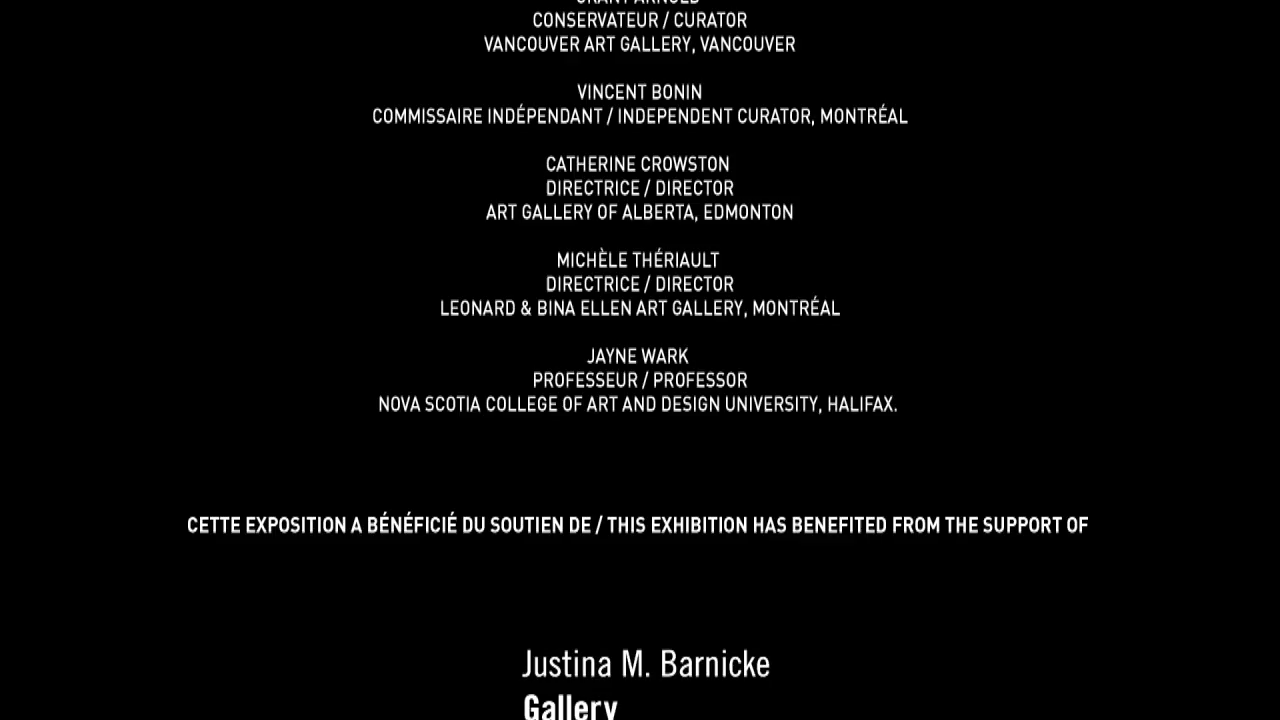 GRANT ARNOLD
CONSERVATEUR / CURATOR
VANCOUVER ART GALLERY, VANCOUVER
VINCENT BONIN
COMMISSAIRE INDÉPENDANT / INDEPENDENT CURATOR, MONTRÉAL
CATHERINE CROWSTON
DIRECTRICE / DIRECTOR
ART GALLERY OF ALBERTA, EDMONTON
MICHÈLE THÉRIAULT
DIRECTRICE / DIRECTOR
LEONARD & BINA ELLEN ART GALLERY, MONTRÉAL
JAYNE WARK
PROFESSEUR / PROFESSOR
NOVA SCOTIA COLLEGE OF ART AND DESIGN UNIVERSITY, HALIFAX.
CETTE EXPOSITION A BÉNÉFICIÉ DU SOUTIEN DE / THIS EXHIBITION HAS BENEFITED FROM THE SUPPORT OF
Justina M. Barnicke
Gallery